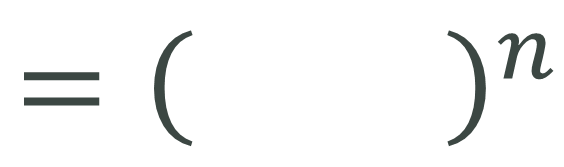 = ( )ⁿ